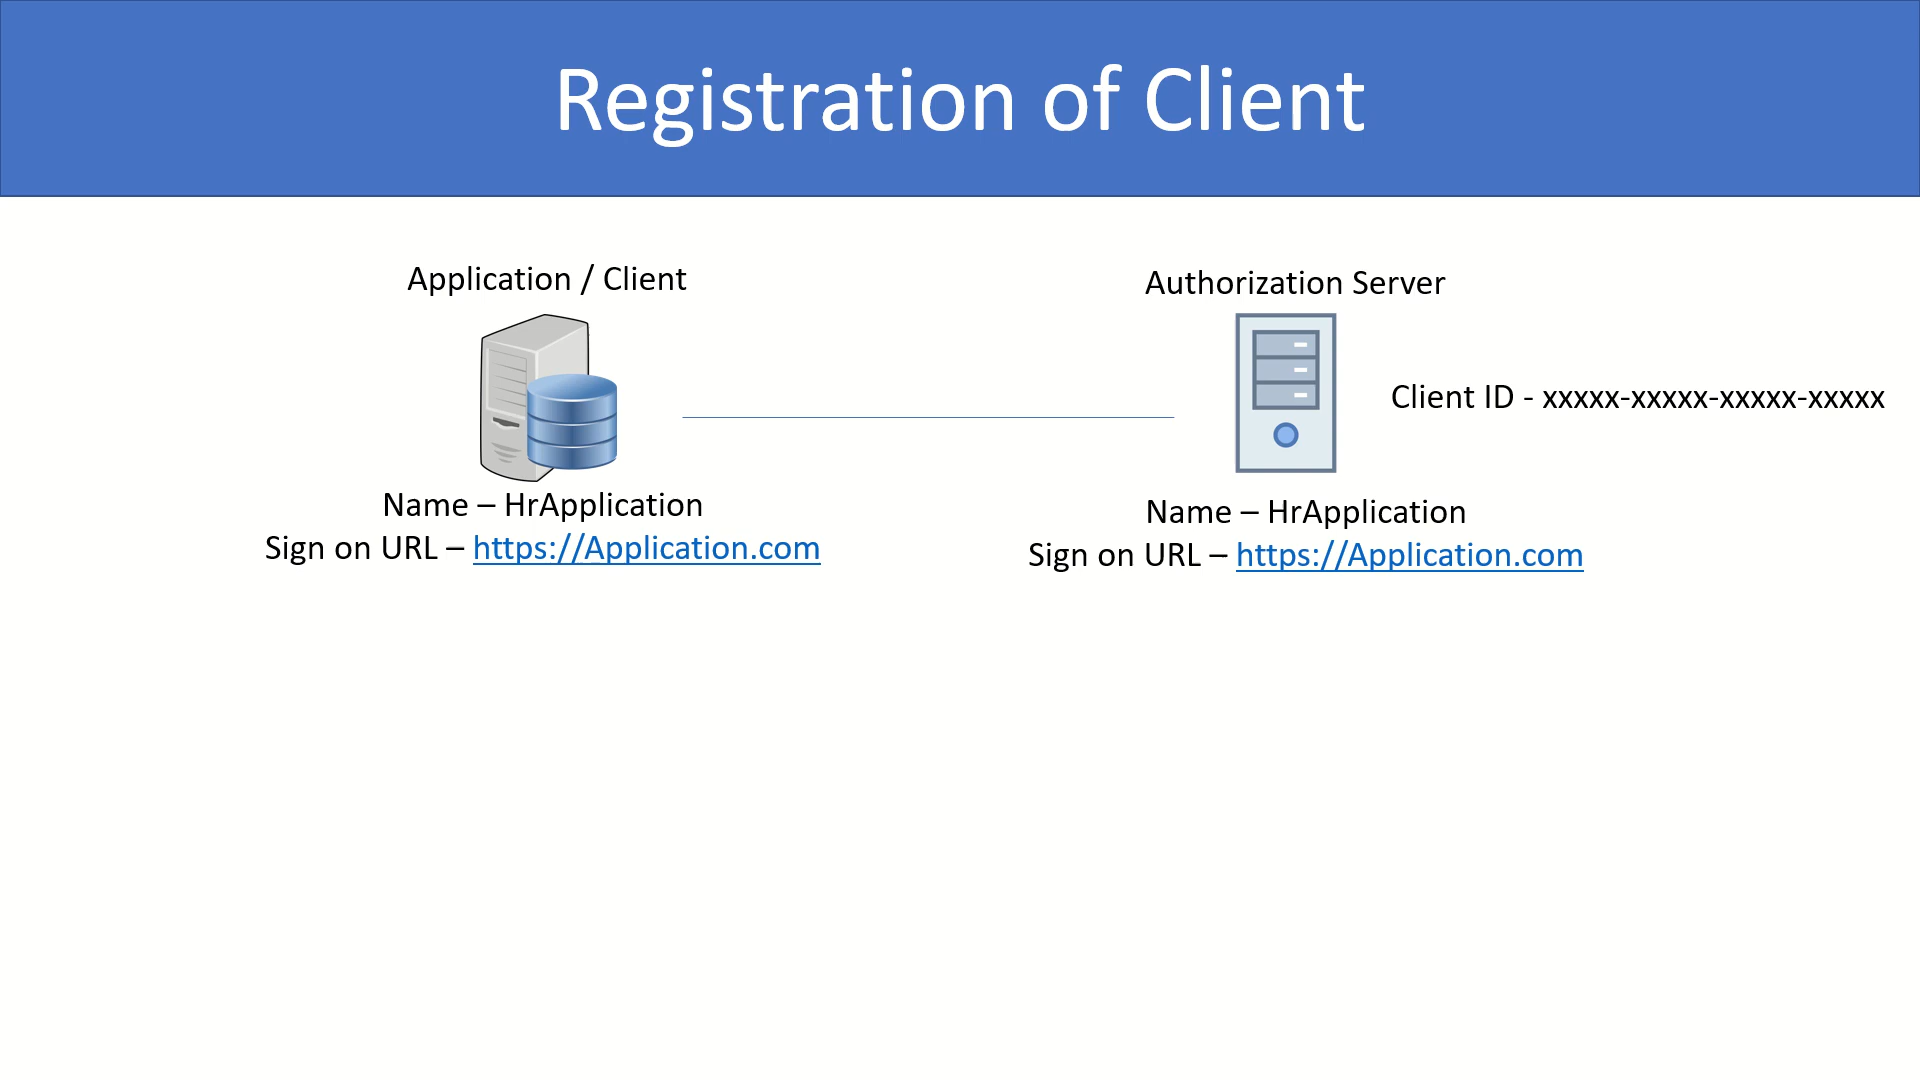 Registration of Client
Application / Client
Authorization Server
Client ID - xxxxx-xxxxx-xxxxx-xxxxx
Name – HrApplication
Sign on URL – https://Application.com
Name – HrApplication
Sign on URL – https://Application.com